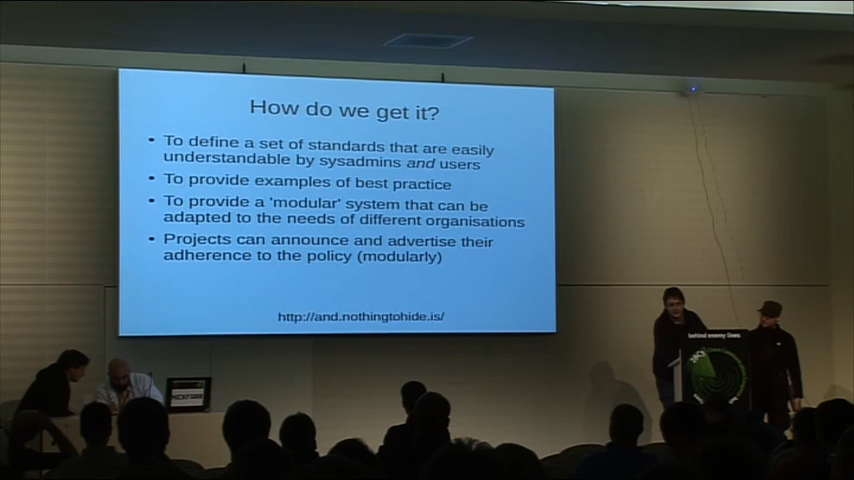 How do we get it?
• To define a set of standards that are easily
understandable by sysadmins and users
• To provide examples of best practice
• To provide a 'modular' system that can be
adapted to the needs of different organisations
• Projects can announce and advertise their
adherence to the policy (modularly)
http://and.nothingtohide.is/
behind enemy lines